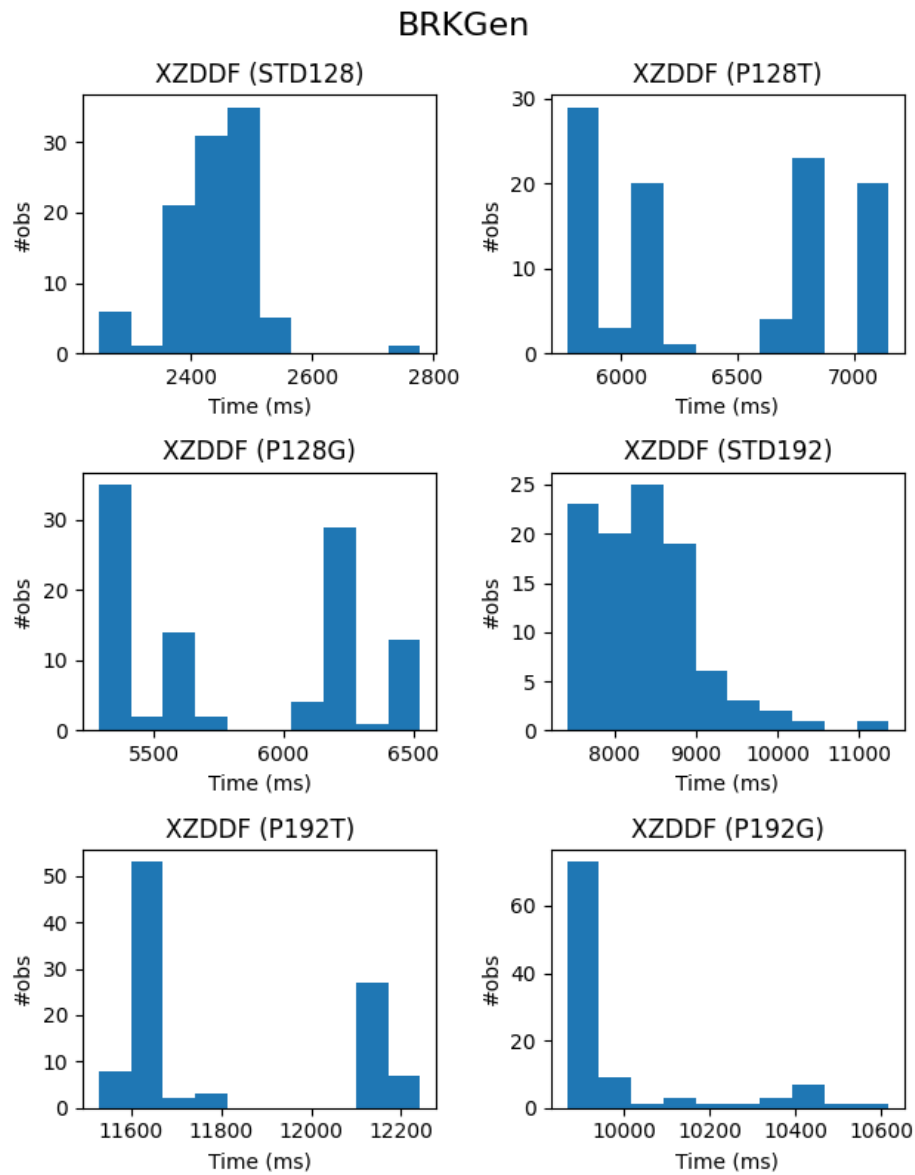 BRKGen
XZDDF (STD128)
#obs
30
20
10
0
2400 2600 2800
Time (ms)
XZDDF (P128T)
#obs
30
20
10
0
6000 6500 7000
Time (ms)
XZDDF (P128G)
#obs
30
20
10
0
5500 6000 6500
Time (ms)
XZDDF (STD192)
#obs
25
20
15
10
5
0
8000 9000 10000 11000
Time (ms)
XZDDF (P192T)
#obs
50
40
30
20
10
0
11600 11800 12000 12200
Time (ms)
XZDDF (P192G)
#obs
60
40
20
0
10000 10200 10400 10600
Time (ms)